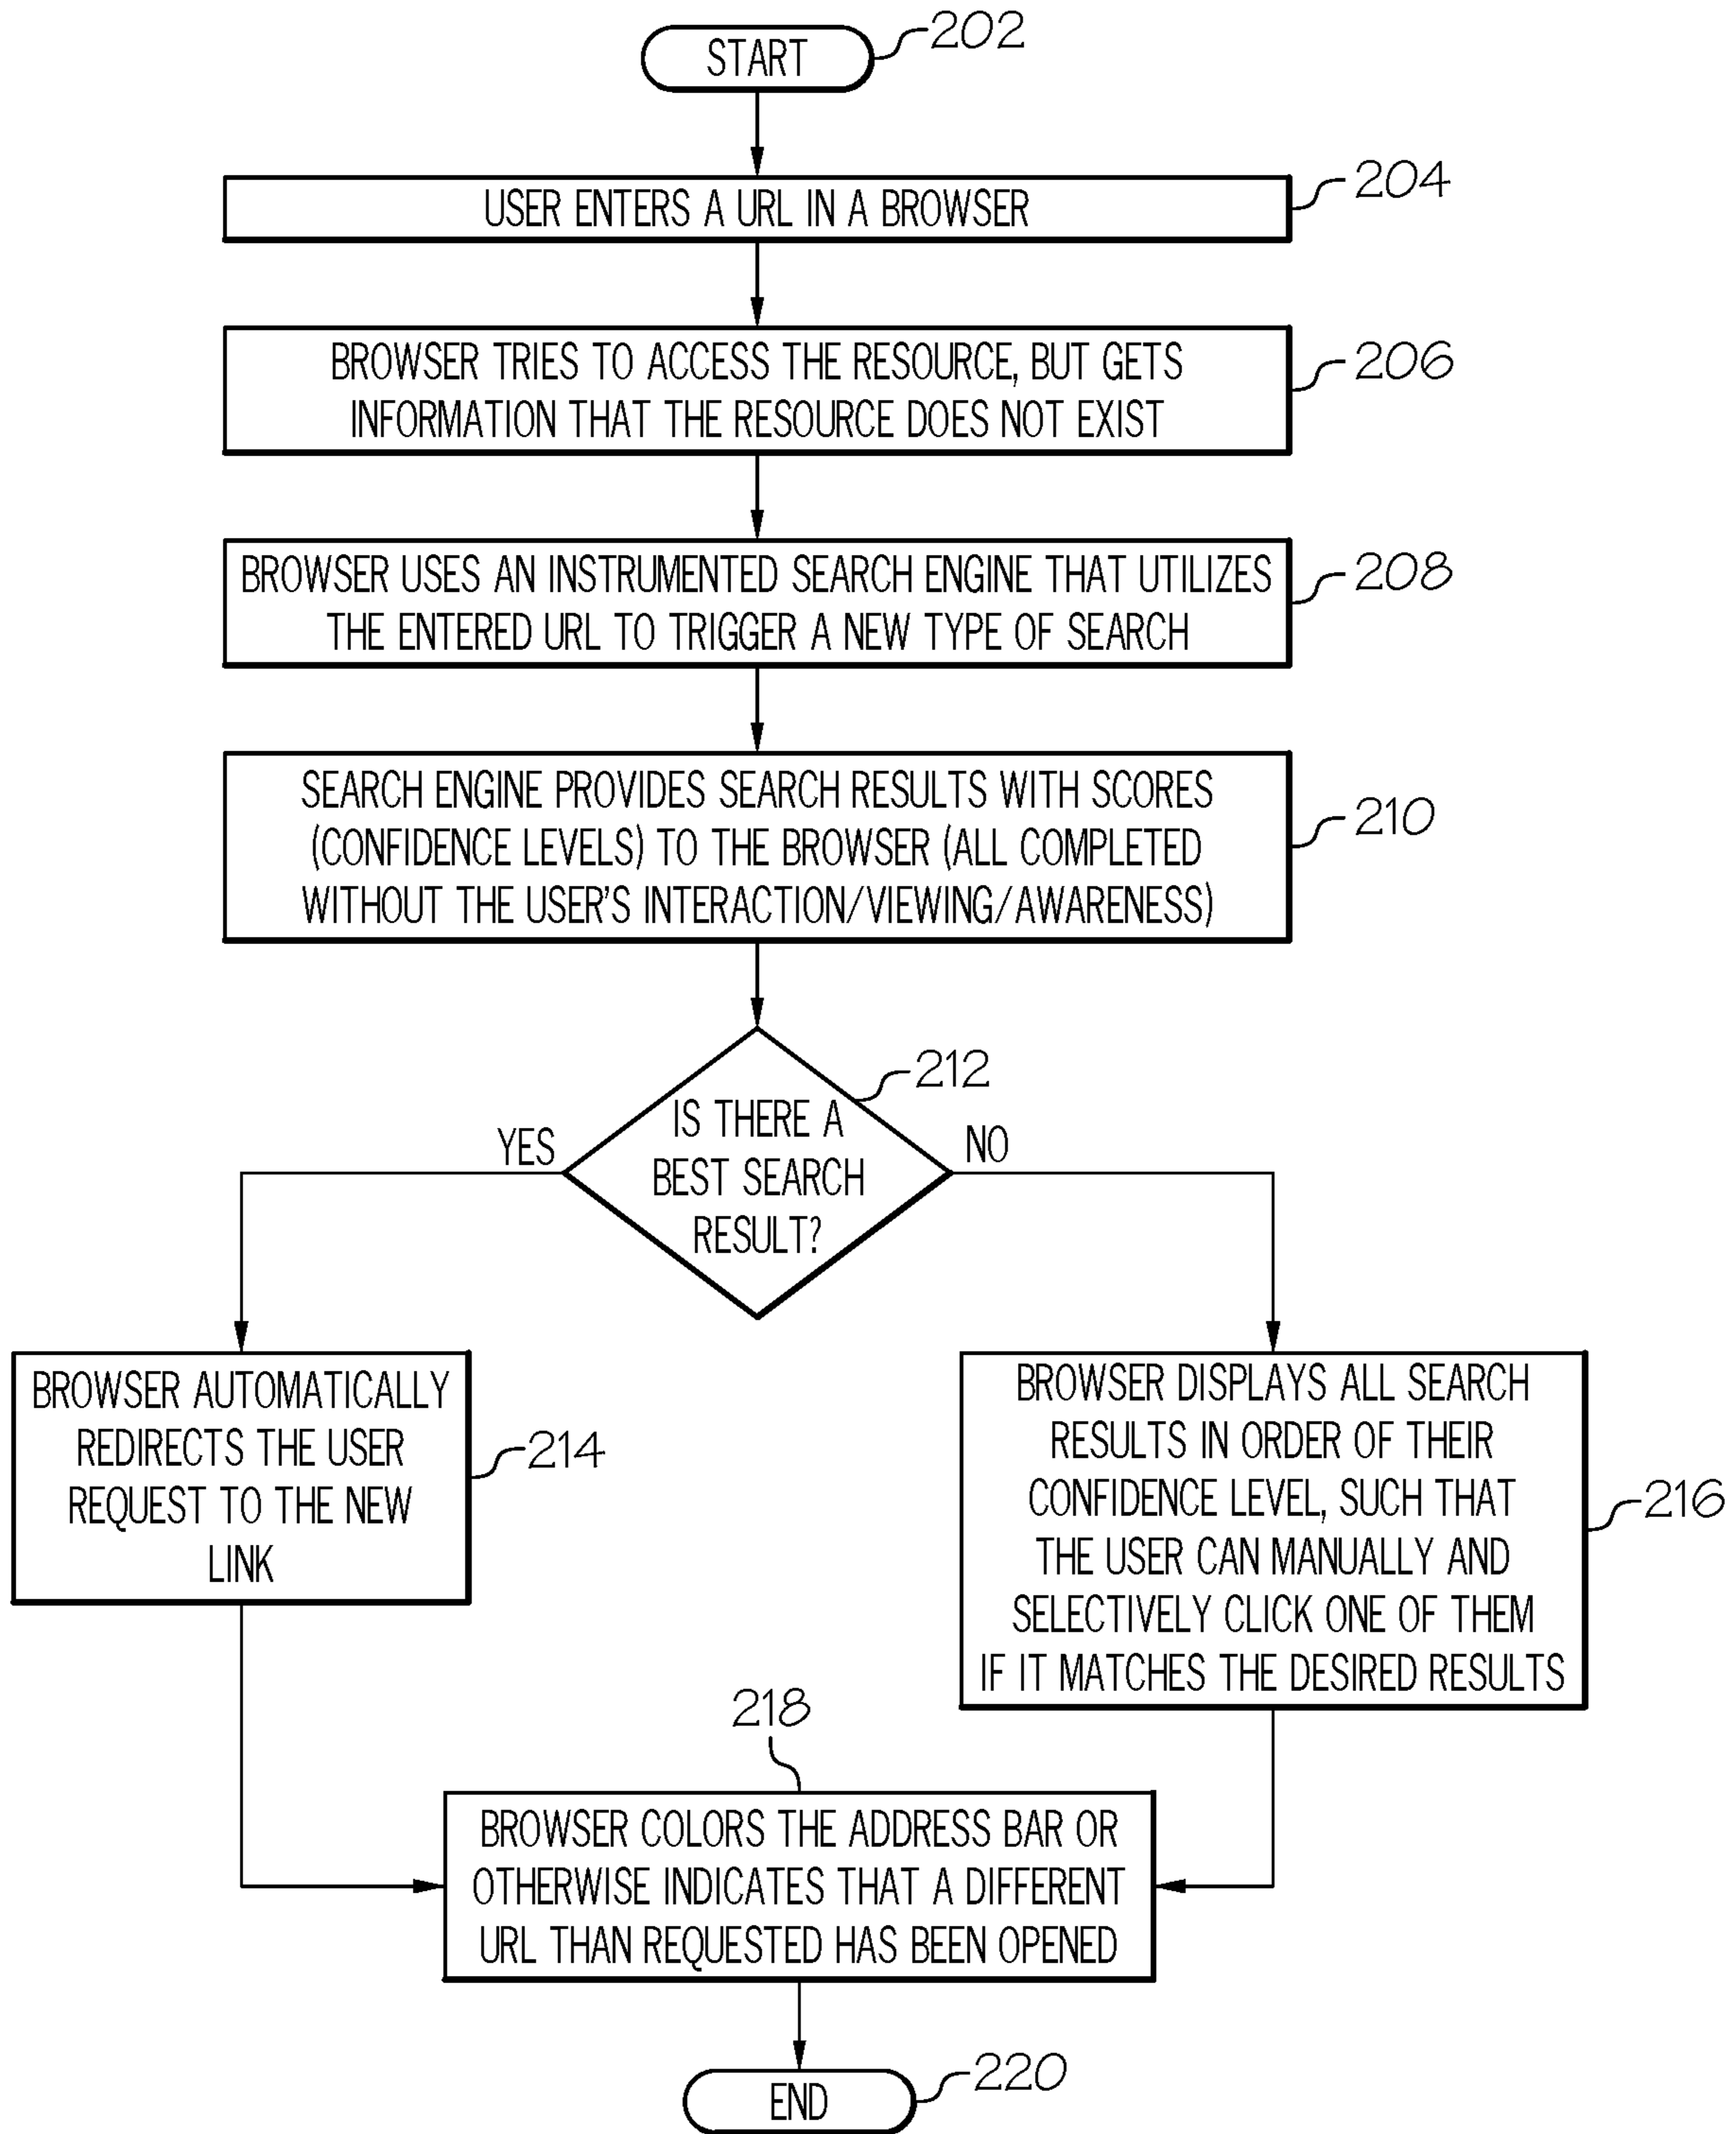 START
202
USER ENTERS A URL IN A BROWSER
204
BROWSER TRIES TO ACCESS THE RESOURCE, BUT GETS
INFORMATION THAT THE RESOURCE DOES NOT EXIST
206
BROWSER USES AN INSTRUMENTED SEARCH ENGINE THAT UTILIZES
THE ENTERED URL TO TRIGGER A NEW TYPE OF SEARCH
208
SEARCH ENGINE PROVIDES SEARCH RESULTS WITH SCORES
(CONFIDENCE LEVELS) TO THE BROWSER (ALL COMPLETED
WITHOUT THE USER'S INTERACTION/VIEWING/AWARENESS)
210
IS THERE A
BEST SEARCH
RESULT?
212
YES
NO
BROWSER AUTOMATICALLY
REDIRECTS THE USER
REQUEST TO THE NEW
LINK
214
BROWSER DISPLAYS ALL SEARCH
RESULTS IN ORDER OF THEIR
CONFIDENCE LEVEL, SUCH THAT
THE USER CAN MANUALLY AND
SELECTIVELY CLICK ONE OF THEM
IF IT MATCHES THE DESIRED RESULTS
216
218
BROWSER COLORS THE ADDRESS BAR OR
OTHERWISE INDICATES THAT A DIFFERENT
URL THAN REQUESTED HAS BEEN OPENED
END
220